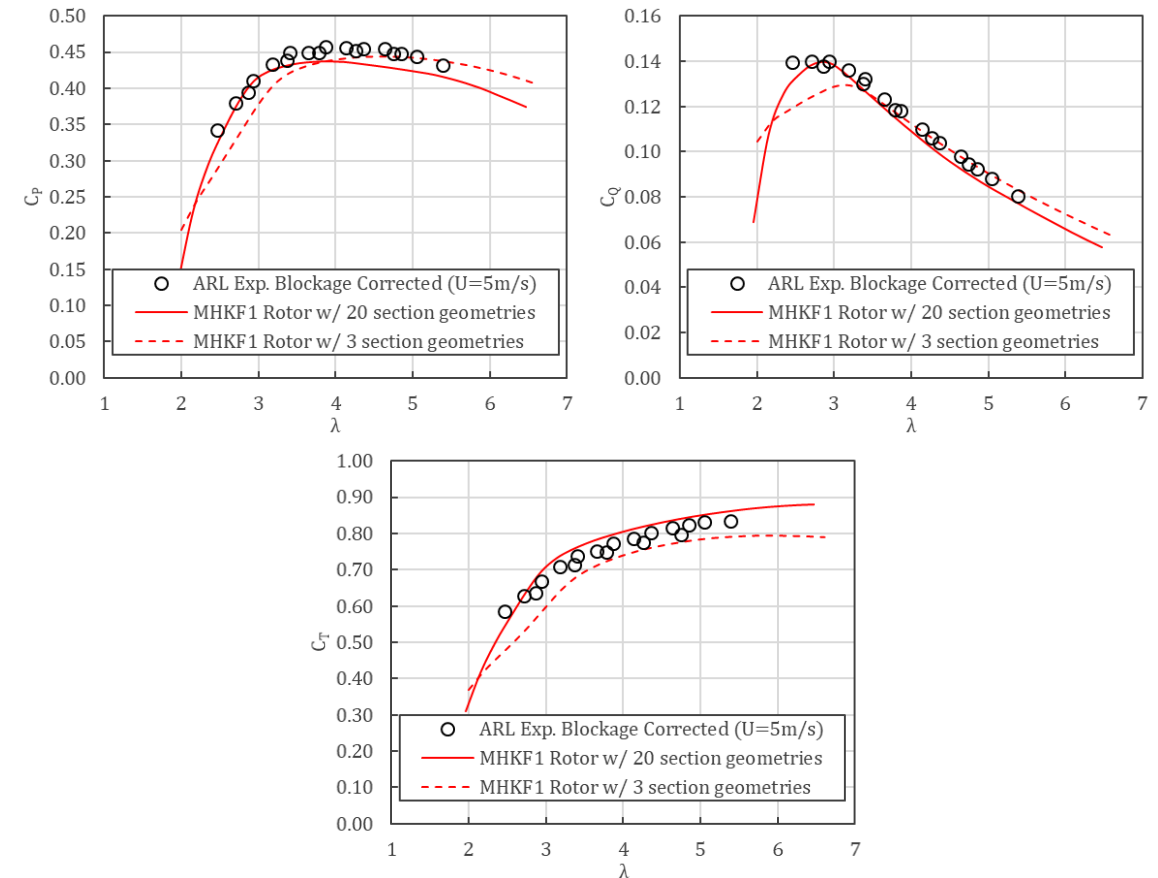 0.50
0.45
0.40
0.35
0.30
0.25
0.20
0.15
0.10
0.05
0.00
C_P
ARL Exp. Blockage Corrected (U=5m/s)
MHKF1 Rotor w/ 20 section geometries
MHKF1 Rotor w/ 3 section geometries
1 2 3 4 5 6 7
λ
0.16
0.14
0.12
0.10
0.08
0.06
0.04
0.02
0.00
C_Q
ARL Exp. Blockage Corrected (U=5m/s)
MHKF1 Rotor w/ 20 section geometries
MHKF1 Rotor w/ 3 section geometries
1 2 3 4 5 6 7
λ
1.00
0.90
0.80
0.70
0.60
0.50
0.40
0.30
0.20
0.10
0.00
C_T
ARL Exp. Blockage Corrected (U=5m/s)
MHKF1 Rotor w/ 20 section geometries
MHKF1 Rotor w/ 3 section geometries
1 2 3 4 5 6 7
λ